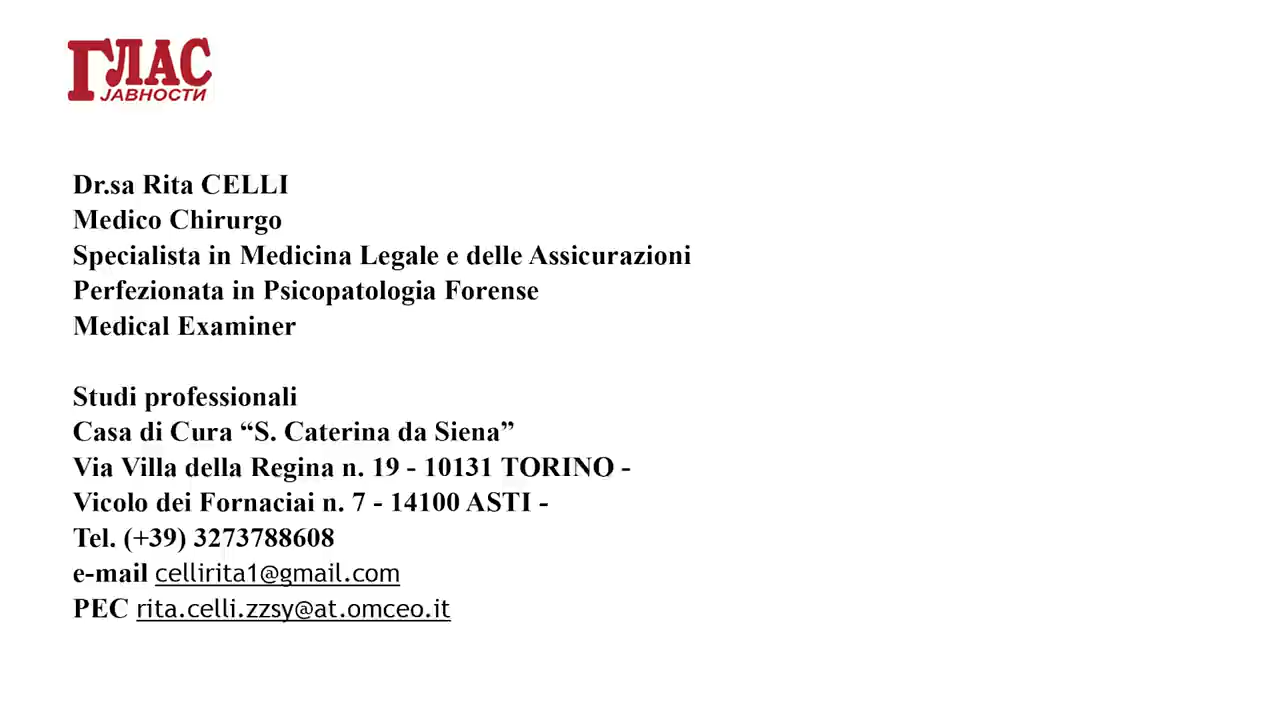 ГЛАС
ЈАВНОСТИ
Dr.sa Rita CELLI
Medico Chirurgo
Specialista in Medicina Legale e delle Assicurazioni
Perfezionata in Psicopatologia Forense
Medical Examiner
Studi professionali
Casa di Cura “S. Caterina da Siena”
Via Villa della Regina n. 19 - 10131 TORINO -
Vicolo dei Fornaciai n. 7 - 14100 ASTI -
Tel. (+39) 3273788608
e-mail cellirita1@gmail.com
PEC rita.celli.zzsy@at.omceo.it